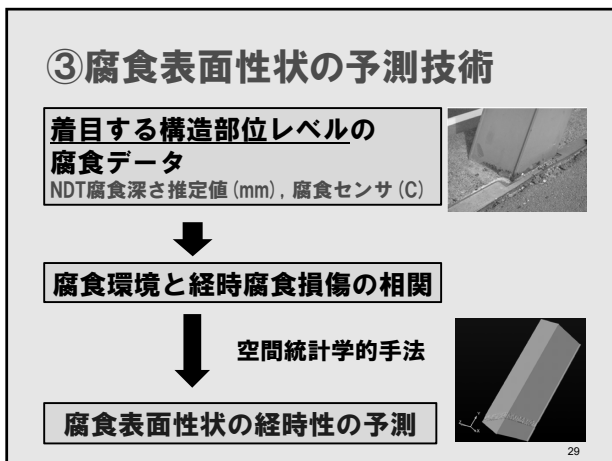 ③腐食表面性状の予測技術
着目する構造部位レベルの
腐食データ
NDT腐食深さ推定値(mm), 腐食センサ(C)
腐食環境と経時腐食損傷の相関
空間統計学的手法
腐食表面性状の経時性の予測
29